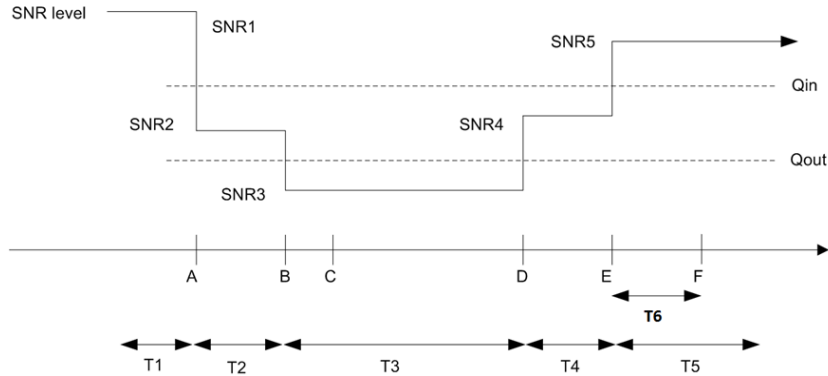 SNR level
SNR1
SNR5
Qin
SNR2
SNR4
Qout
SNR3
A B C D E F
T6
T1 T2 T3 T4 T5